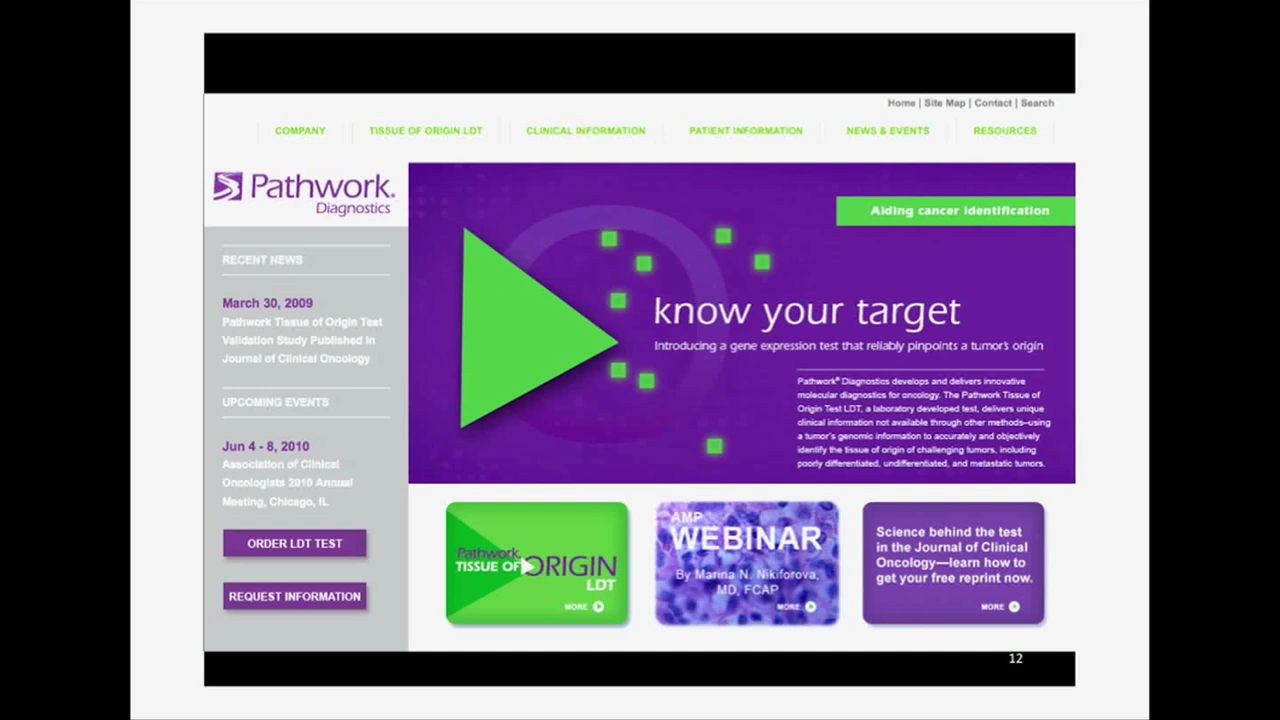 Home | Site Map | Contact | Search
COMPANY
TISSUE OF ORIGIN LDT
CLINICAL INFORMATION
PATIENT INFORMATION
NEWS & EVENTS
RESOURCES
Pathwork®
Diagnostics
RECENT NEWS
March 30, 2009
Pathwork Tissue of Origin Test
Validation Study Published in
Journal of Clinical Oncology
UPCOMING EVENTS
Jun 4 - 8, 2010
Association of Clinical
Oncologists 2010 Annual
Meeting, Chicago, IL
ORDER LDT TEST
REQUEST INFORMATION
Aiding cancer identification
know your target
Introducing a gene expression test that reliably pinpoints a tumor's origin
Pathwork® Diagnostics develops and delivers innovative
molecular diagnostics for oncology. The Pathwork Tissue of
Origin Test LDT, a laboratory developed test, delivers unique
clinical information not available through other methods–using
a tumor's genomic information to accurately and objectively
identify the tissue of origin of challenging tumors, including
poorly differentiated, undifferentiated, and metastatic tumors.
Pathwork
TISSUE OF ORIGIN
LDT
MORE
AMP
WEBINAR
By Marina N. Nikiforova,
MD, FCAP
MORE
Science behind the test
in the Journal of Clinical
Oncology—learn how to
get your free reprint now.
MORE
12